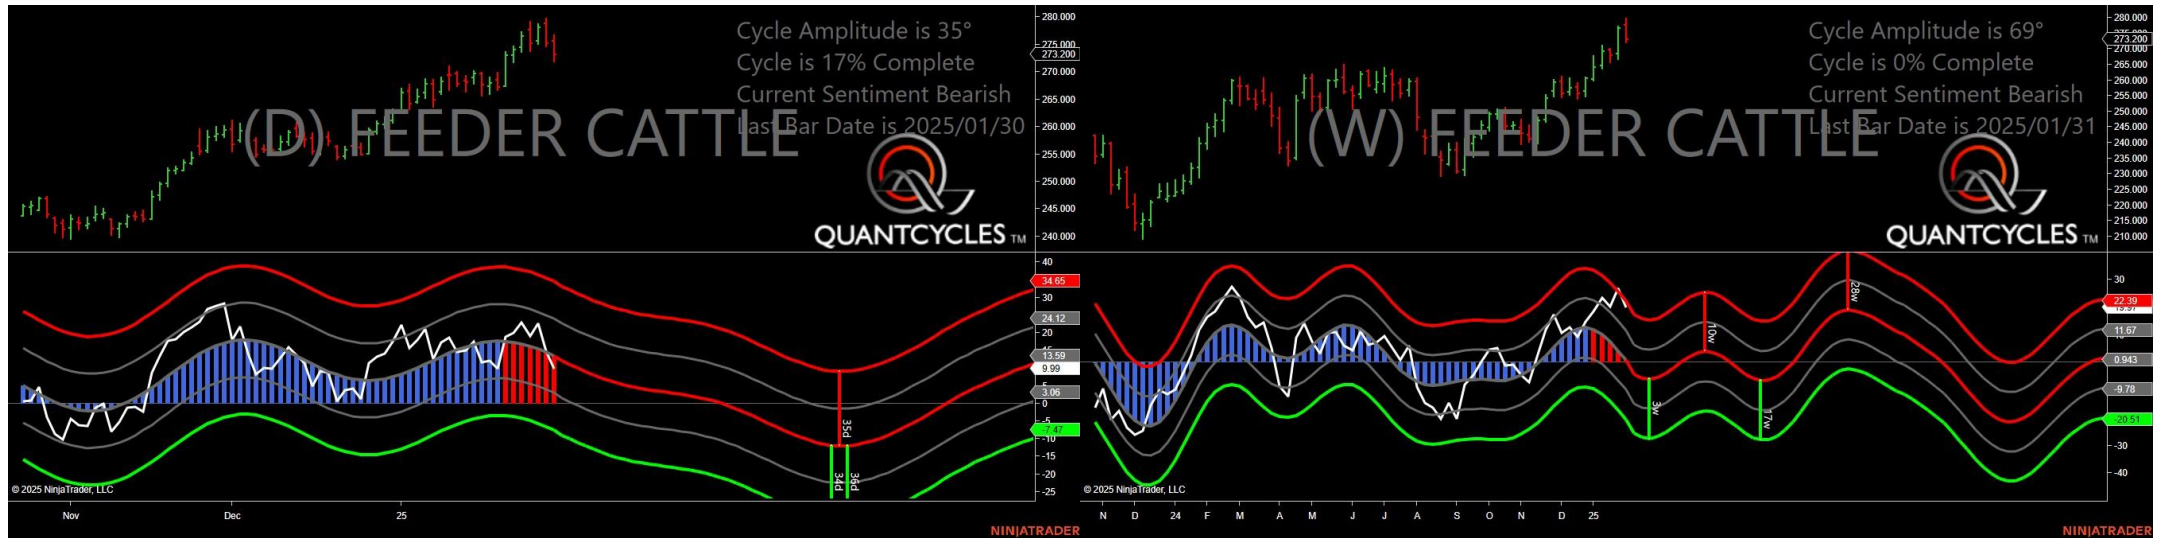 Cycle Amplitude is 35°
Cycle is 17% Complete
Current Sentiment Bearish
Last Bar Date is 2025/01/30
(D) FEEDER CATTLE
QUANTCYCLES TM
280.000
275.000
273.200
270.000
265.000
260.000
255.000
250.000
245.000
240.000
40
34.65
30
24.12
20
13.59
9.99
5
3.06
0
-5
-7.47
-10
-15
-20
-25
35d
34d
36d
© 2025 NinjaTrader, LLC
Nov
Dec
25
NINJATRADER
Cycle Amplitude is 69°
Cycle is 0% Complete
Current Sentiment Bearish
Last Bar Date is 2025/01/31
(W) FEEDER CATTLE
QUANTCYCLES TM
280.000
273.200
270.000
265.000
260.000
255.000
250.000
245.000
240.000
235.000
230.000
225.000
220.000
215.000
210.000
30
22.39
11.67
0.943
-9.78
-20.51
-30
-40
3w
10w
17w
28w
© 2025 NinjaTrader, LLC
N D 24 F M A M J J A S O N D 25
NINJATRADER